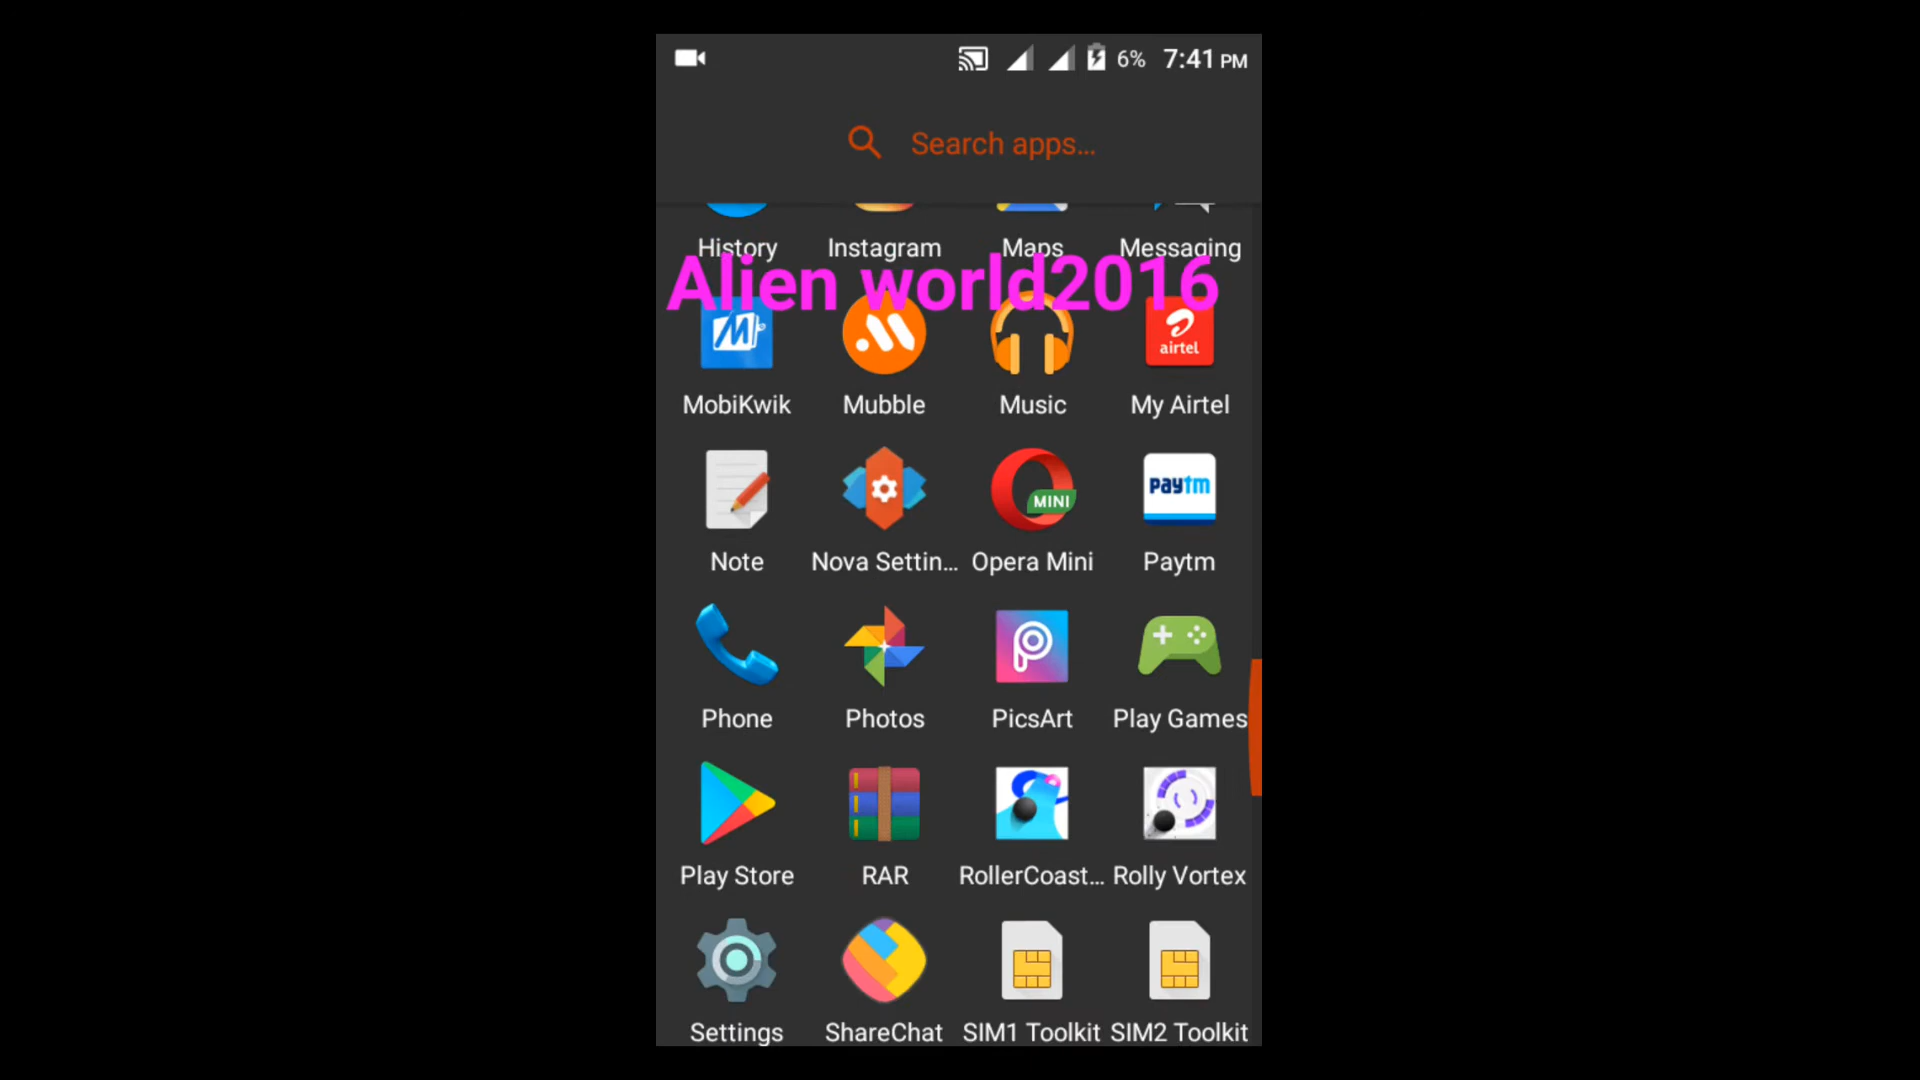 6% 7:41 PM
Search apps...
History Instagram Maps Messaging
Alien world2016
airtel
MobiKwik Mubble Music My Airtel
MINI paytm
Note Nova Settin... Opera Mini Paytm
Phone Photos PicsArt Play Games
Play Store RAR RollerCoast... Rolly Vortex
Settings ShareChat SIM1 Toolkit SIM2 Toolkit